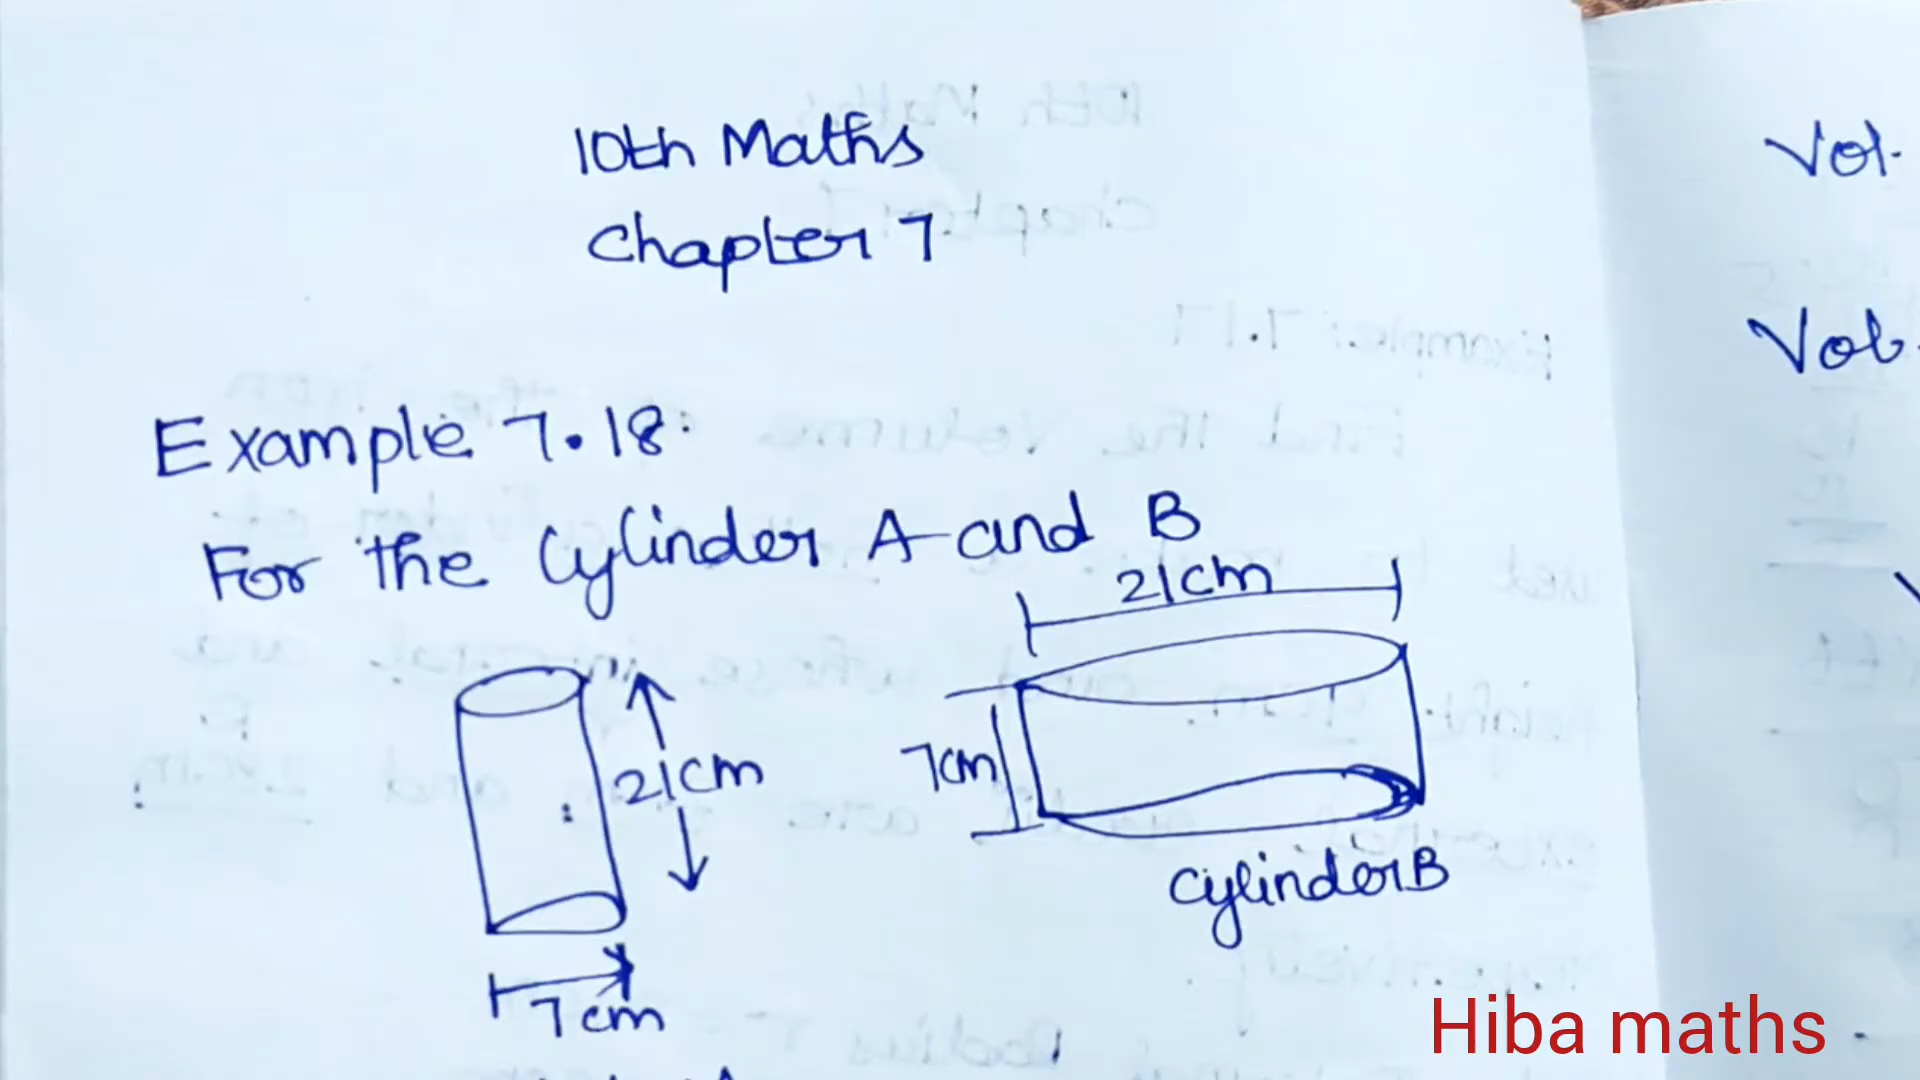 10th Maths
Chapter 7
Example 7.18.
For the Cylinder A and B
21cm
21cm
7cm
cylinder B
7cm
Vol.
Vol.
Hiba maths